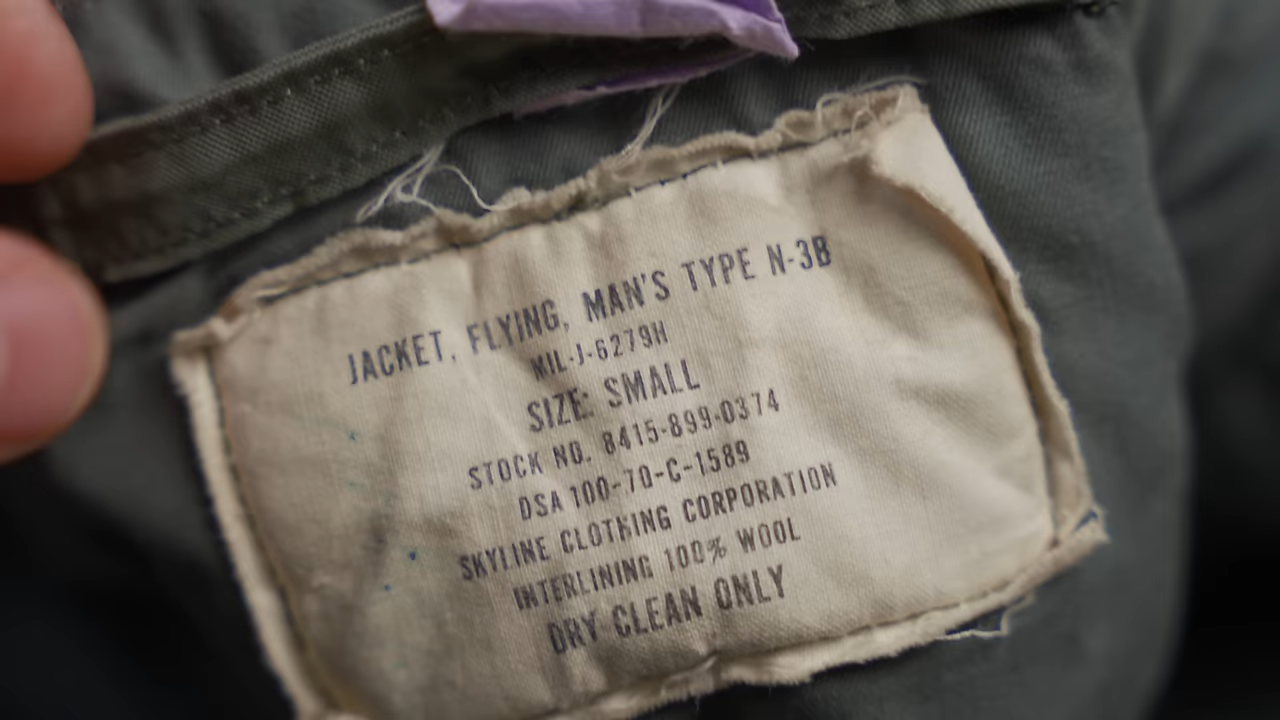 JACKET, FLYING, MAN'S TYPE N-3B
MIL-J-6279H
SIZE: SMALL
STOCK NO. 8415-899-0374
DSA 100-70-C-1589
SKYLINE CLOTHING CORPORATION
INTERLINING 100% WOOL
DRY CLEAN ONLY